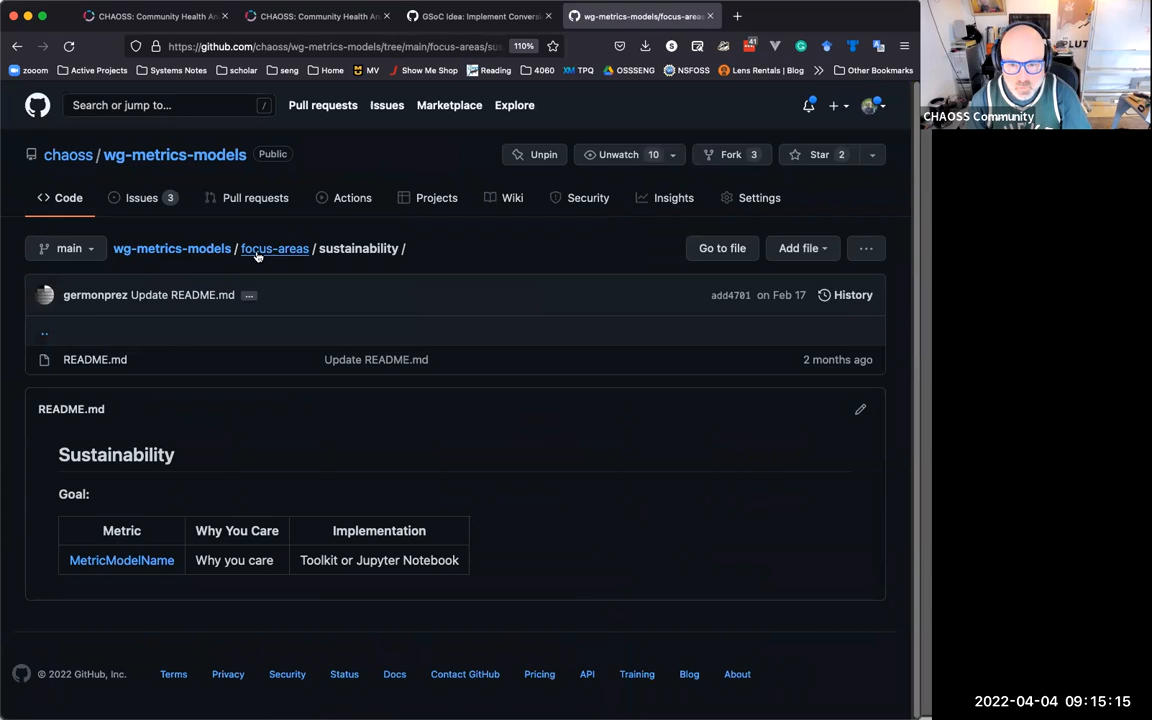 CHAOSS: Community Health An
CHAOSS: Community Health An
GSoC Idea: Implement Conversi
wg-metrics-models/focus-areas
https://github.com/chaoss/wg-metrics-models/tree/main/focus-areas/sus
110%
41
zooom
Active Projects
Systems Notes
scholar
seng
Home
MV
Show Me Shop
Reading
4060
TPQ
OSSSENG
NSFOSS
Lens Rentals | Blog
Other Bookmarks
Search or jump to...
/
Pull requests
Issues
Marketplace
Explore
CHAOSS Community
chaoss / wg-metrics-models
Public
Unpin
Unwatch 10
Fork 3
Star 2
Code
Issues 3
Pull requests
Actions
Projects
Wiki
Security
Insights
Settings
main
wg-metrics-models / focus-areas / sustainability /
Go to file
Add file
...
germonprez Update README.md ...
add4701 on Feb 17
History
..
README.md
Update README.md
2 months ago
README.md
Sustainability
Goal:
Metric Why You Care Implementation
MetricModelName Why you care Toolkit or Jupyter Notebook
© 2022 GitHub, Inc.
Terms
Privacy
Security
Status
Docs
Contact GitHub
Pricing
API
Training
Blog
About
2022-04-04 09:15:15